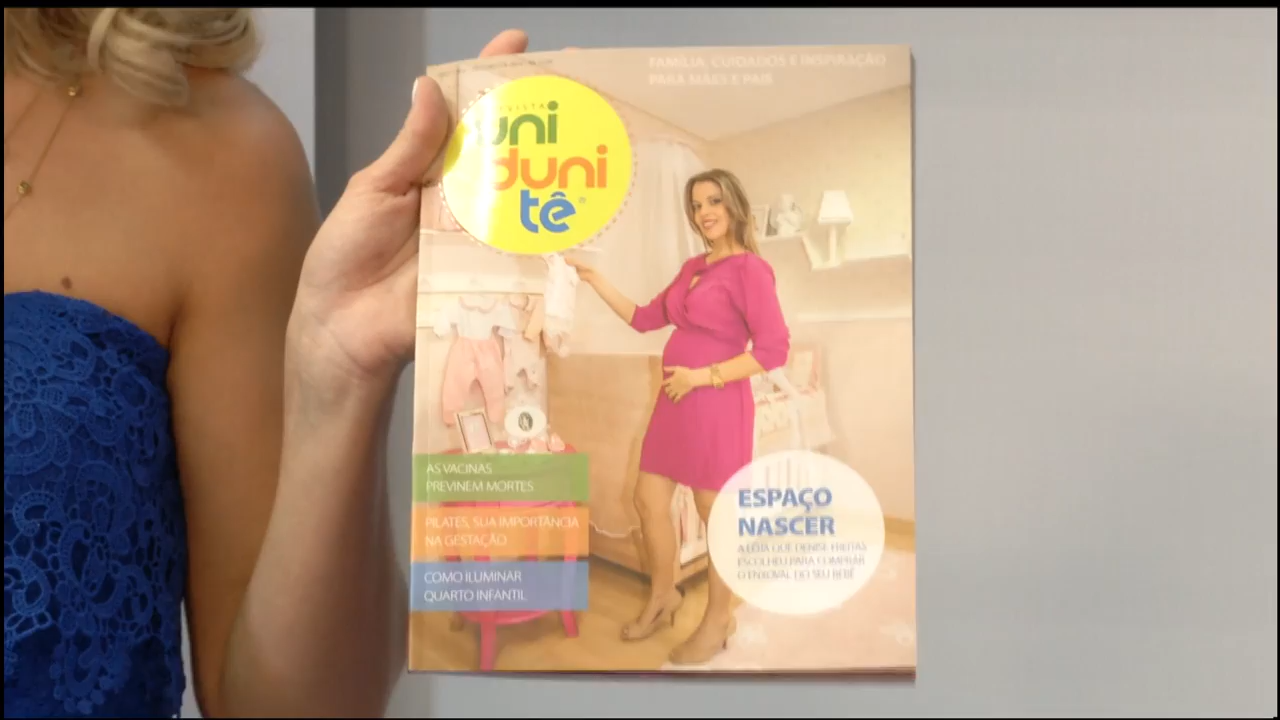 FAMÍLIA, CUIDADOS E INSPIRAÇÃO
PARA MÃES E PAIS
REVISTA
uni
duni
tê
AS VACINAS
PREVINEM MORTES
PILATES, SUA IMPORTÂNCIA
NA GESTAÇÃO
COMO ILUMINAR
QUARTO INFANTIL
ESPAÇO
NASCER
A LOJA QUE DENISE FREITAS
ESCOLHEU PARA COMPRAR
O ENXOVAL DO SEU BEBÊ